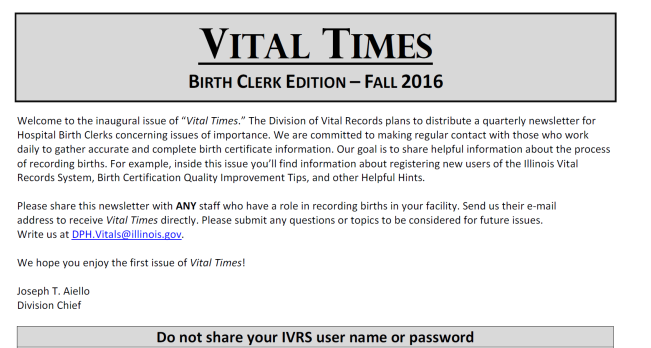 VITAL TIMES
BIRTH CLERK EDITION – FALL 2016
Welcome to the inaugural issue of “Vital Times.” The Division of Vital Records plans to distribute a quarterly newsletter for
Hospital Birth Clerks concerning issues of importance. We are committed to making regular contact with those who work
daily to gather accurate and complete birth certificate information. Our goal is to share helpful information about the process
of recording births. For example, inside this issue you’ll find information about registering new users of the Illinois Vital
Records System, Birth Certification Quality Improvement Tips, and other Helpful Hints.
Please share this newsletter with ANY staff who have a role in recording births in your facility. Send us their e-mail
address to receive Vital Times directly. Please submit any questions or topics to be considered for future issues.
Write us at DPH.Vitals@illinois.gov.
We hope you enjoy the first issue of Vital Times!
Joseph T. Aiello
Division Chief
Do not share your IVRS user name or password